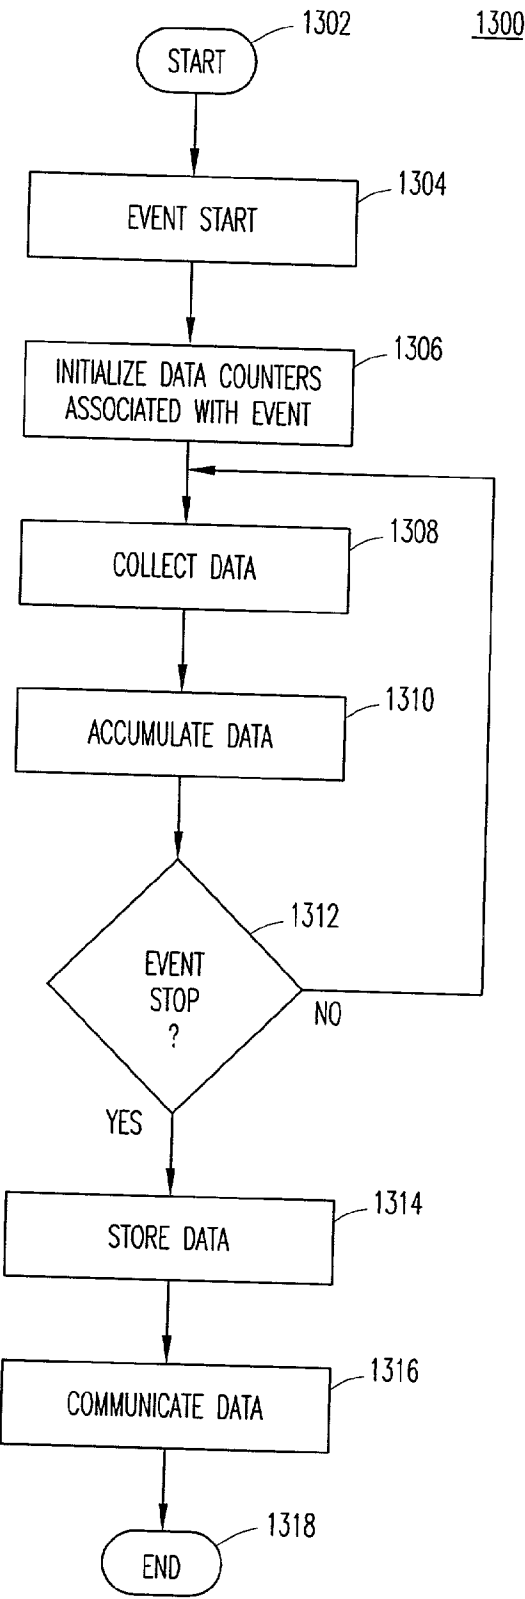 1302
1300
START
1304
EVENT START
1306
INITIALIZE DATA COUNTERS
ASSOCIATED WITH EVENT
1308
COLLECT DATA
1310
ACCUMULATE DATA
1312
EVENT
STOP
?
NO
YES
1314
STORE DATA
1316
COMMUNICATE DATA
1318
END